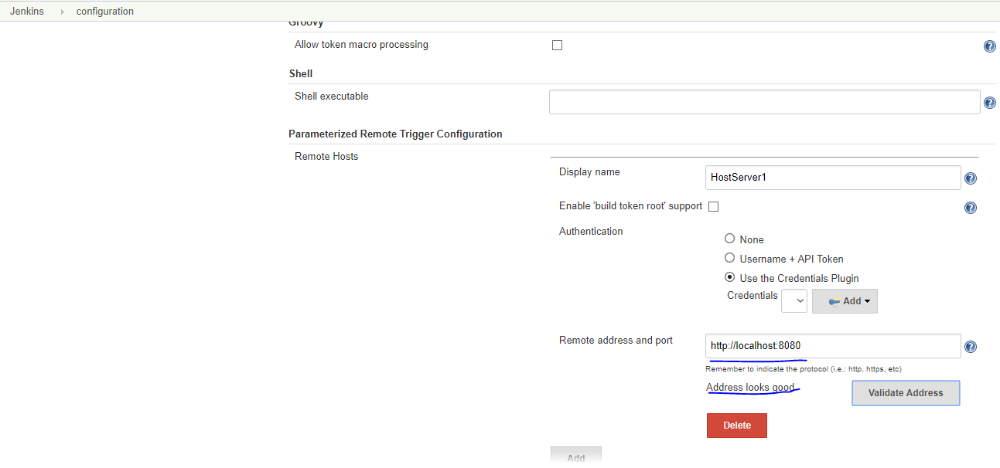 Jenkins configuration
Groovy
Allow token macro processing
Shell
Shell executable
Parameterized Remote Trigger Configuration
Remote Hosts
Display name HostServer1
Enable 'build token root' support
Authentication
None
Username + API Token
Use the Credentials Plugin
Credentials Add
Remote address and port http://localhost:8080
Remember to indicate the protocol (i.e.: http, https, etc)
Address looks good Validate Address
Delete
Add